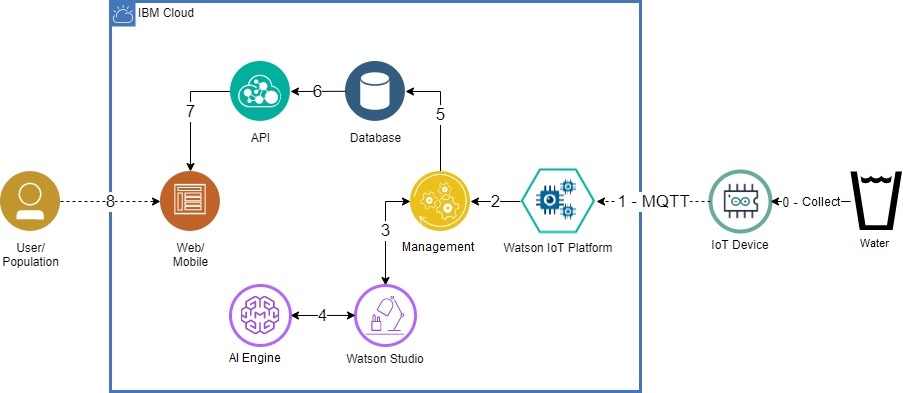 IBM Cloud
6
7
5
API
Database
8
2
1 - MQTT
0 - Collect
3
User/
Population
Web/
Mobile
Management
Watson IoT Platform
IoT Device
Water
4
AI Engine
Watson Studio